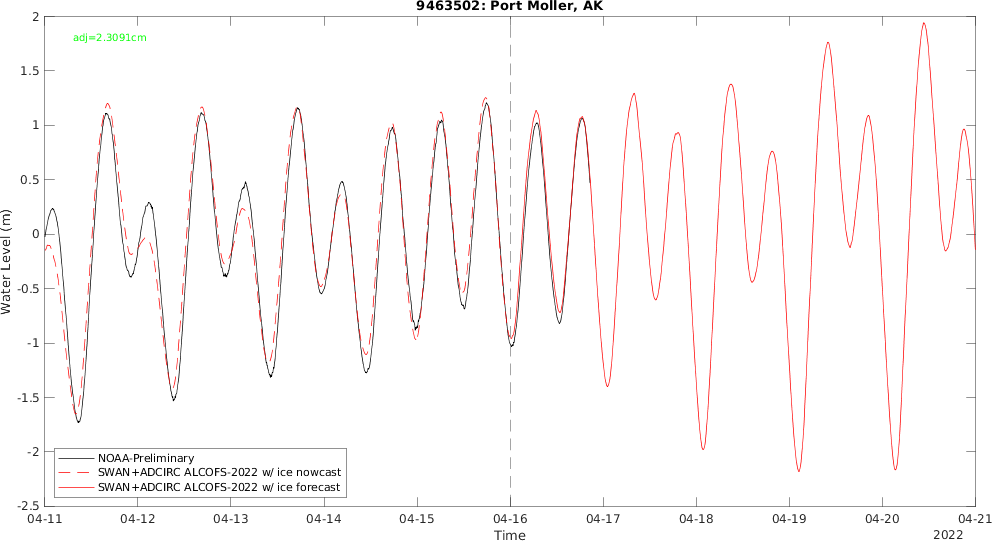 9463502: Port Moller, AK
adj=2.3091cm
2
1.5
1
0.5
0
-0.5
-1
-1.5
-2
-2.5
Water Level (m)
NOAA-Preliminary
SWAN+ADCIRC ALCOFS-2022 w/ ice nowcast
SWAN+ADCIRC ALCOFS-2022 w/ ice forecast
04-11 04-12 04-13 04-14 04-15 04-16 04-17 04-18 04-19 04-20 04-21
Time
2022